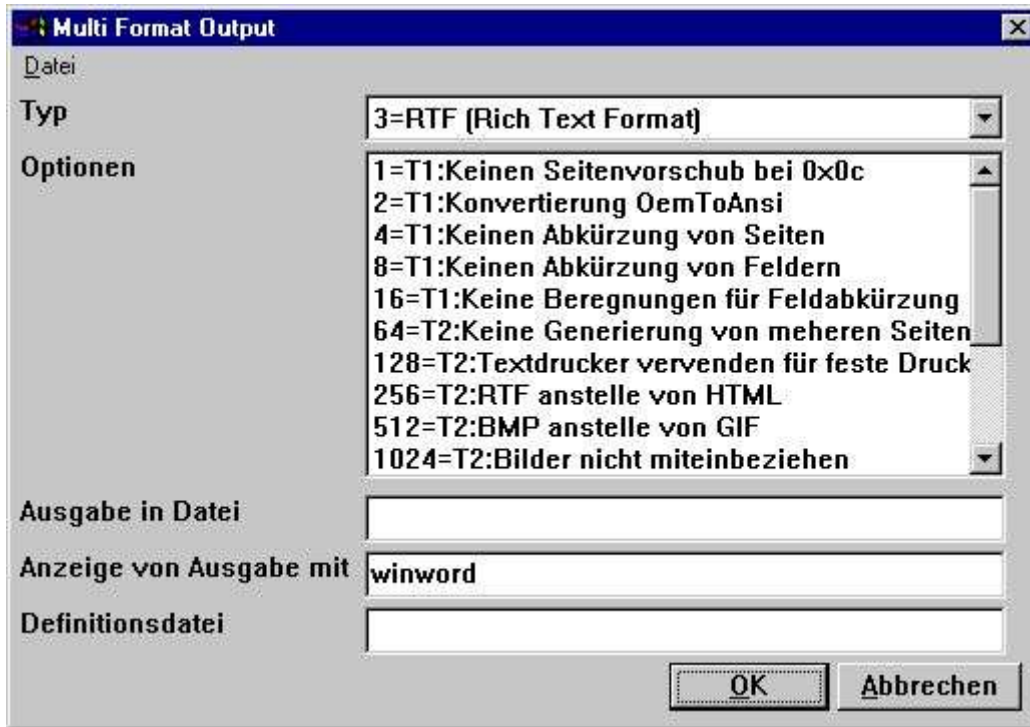 Multi Format Output
Datei
Typ
3=RTF (Rich Text Format)
Optionen
1=T1:Keinen Seitenvorschub bei 0x0c
2=T1:Konvertierung OemToAnsi
4=T1:Keinen Abkürzung von Seiten
8=T1:Keinen Abkürzung von Feldern
16=T1:Keine Beregnungen für Feldabkürzung
64=T2:Keine Generierung von meheren Seiten
128=T2:Textdrucker vervenden für feste Druck
256=T2:RTF anstelle von HTML
512=T2:BMP anstelle von GIF
1024=T2:Bilder nicht miteinbeziehen
Ausgabe in Datei
Anzeige von Ausgabe mit
winword
Definitionsdatei
OK
Abbrechen